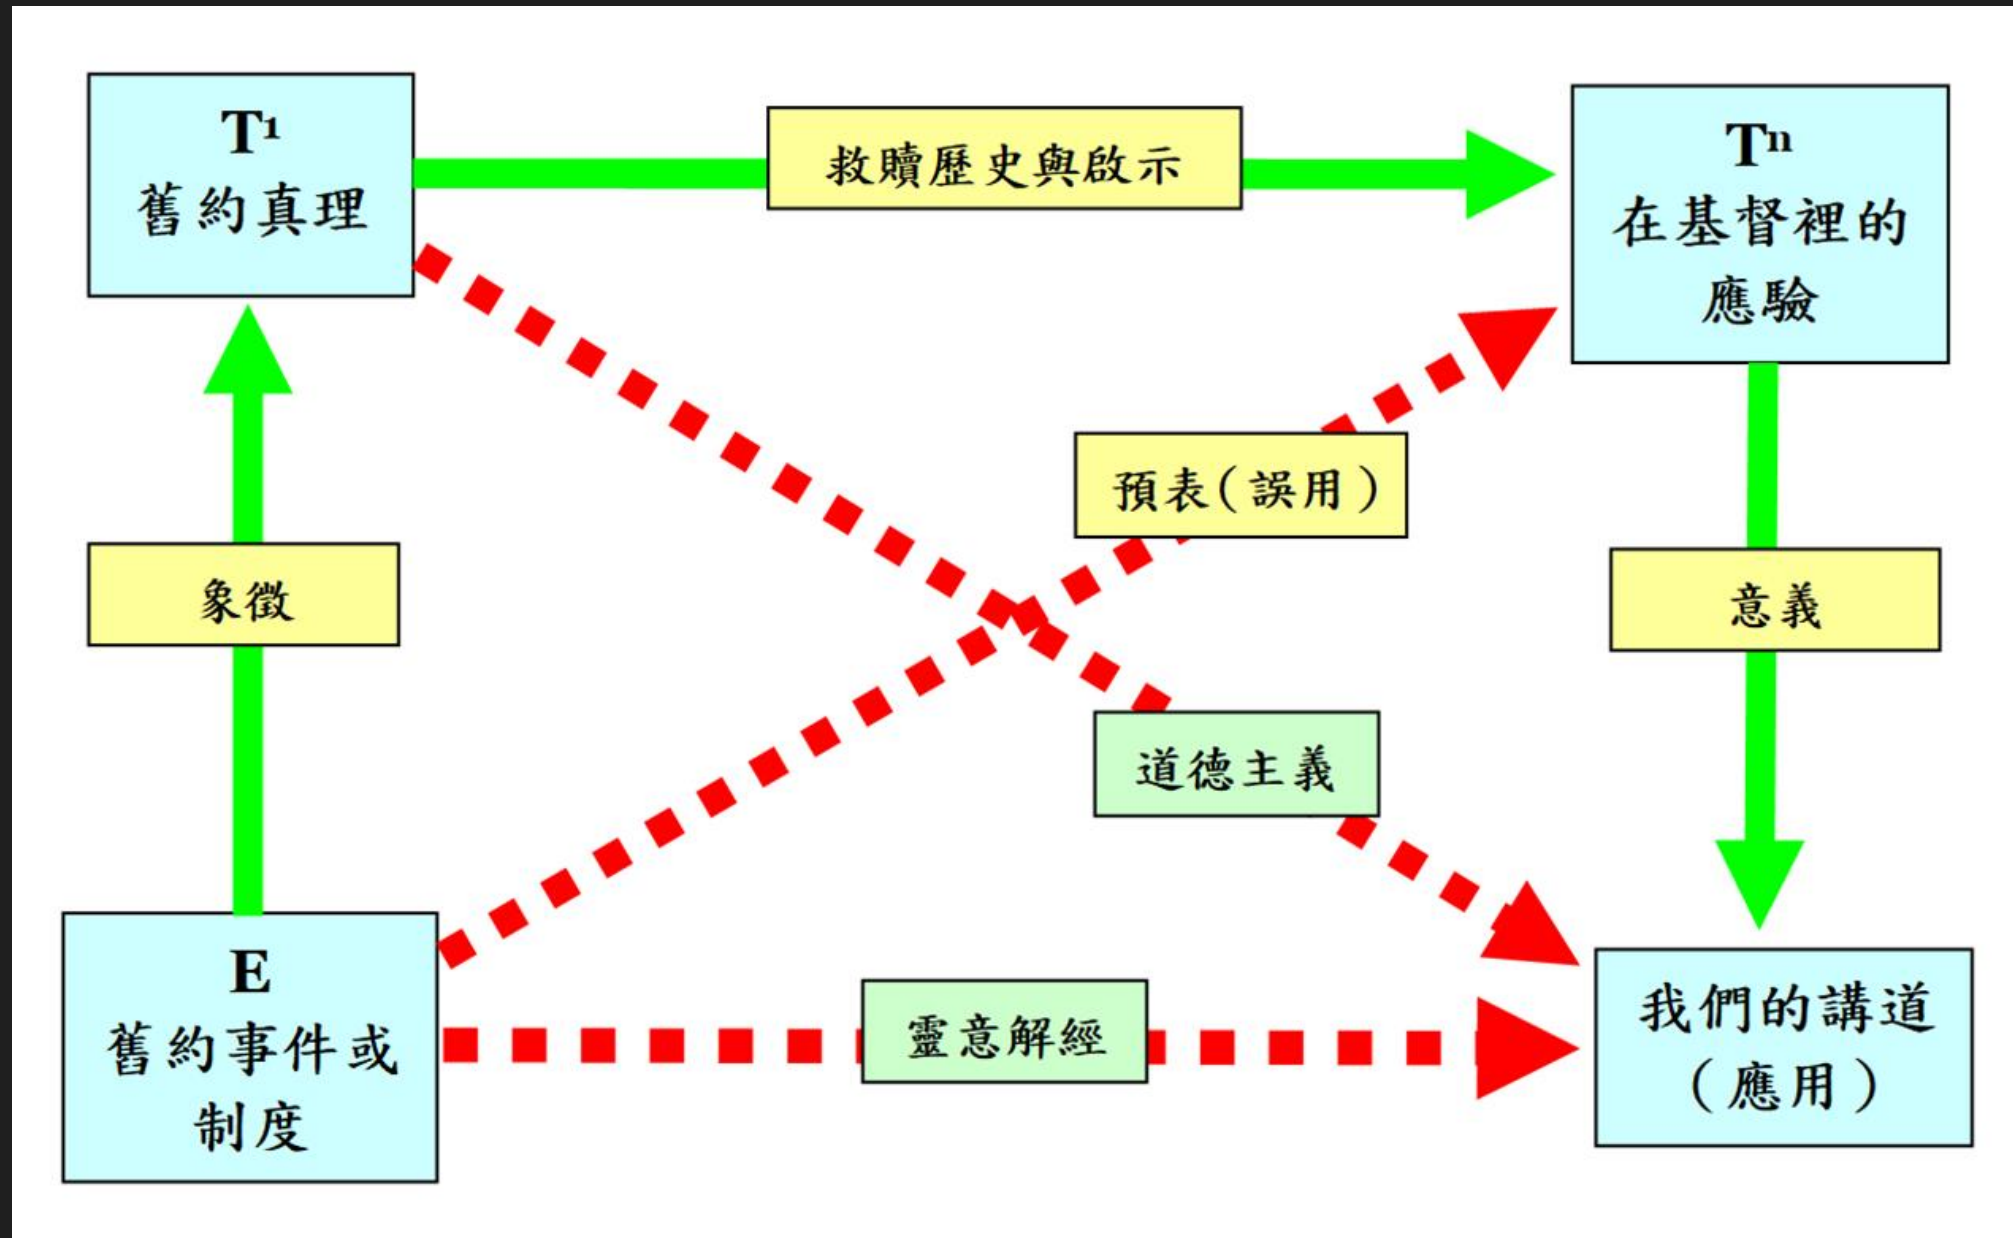 T¹
舊約真理
救贖歷史與啟示
Tⁿ
在基督裡的
應驗
預表(誤用)
象徵
意義
道德主義
E
舊約事件或
制度
靈意解經
我們的講道
(應用)